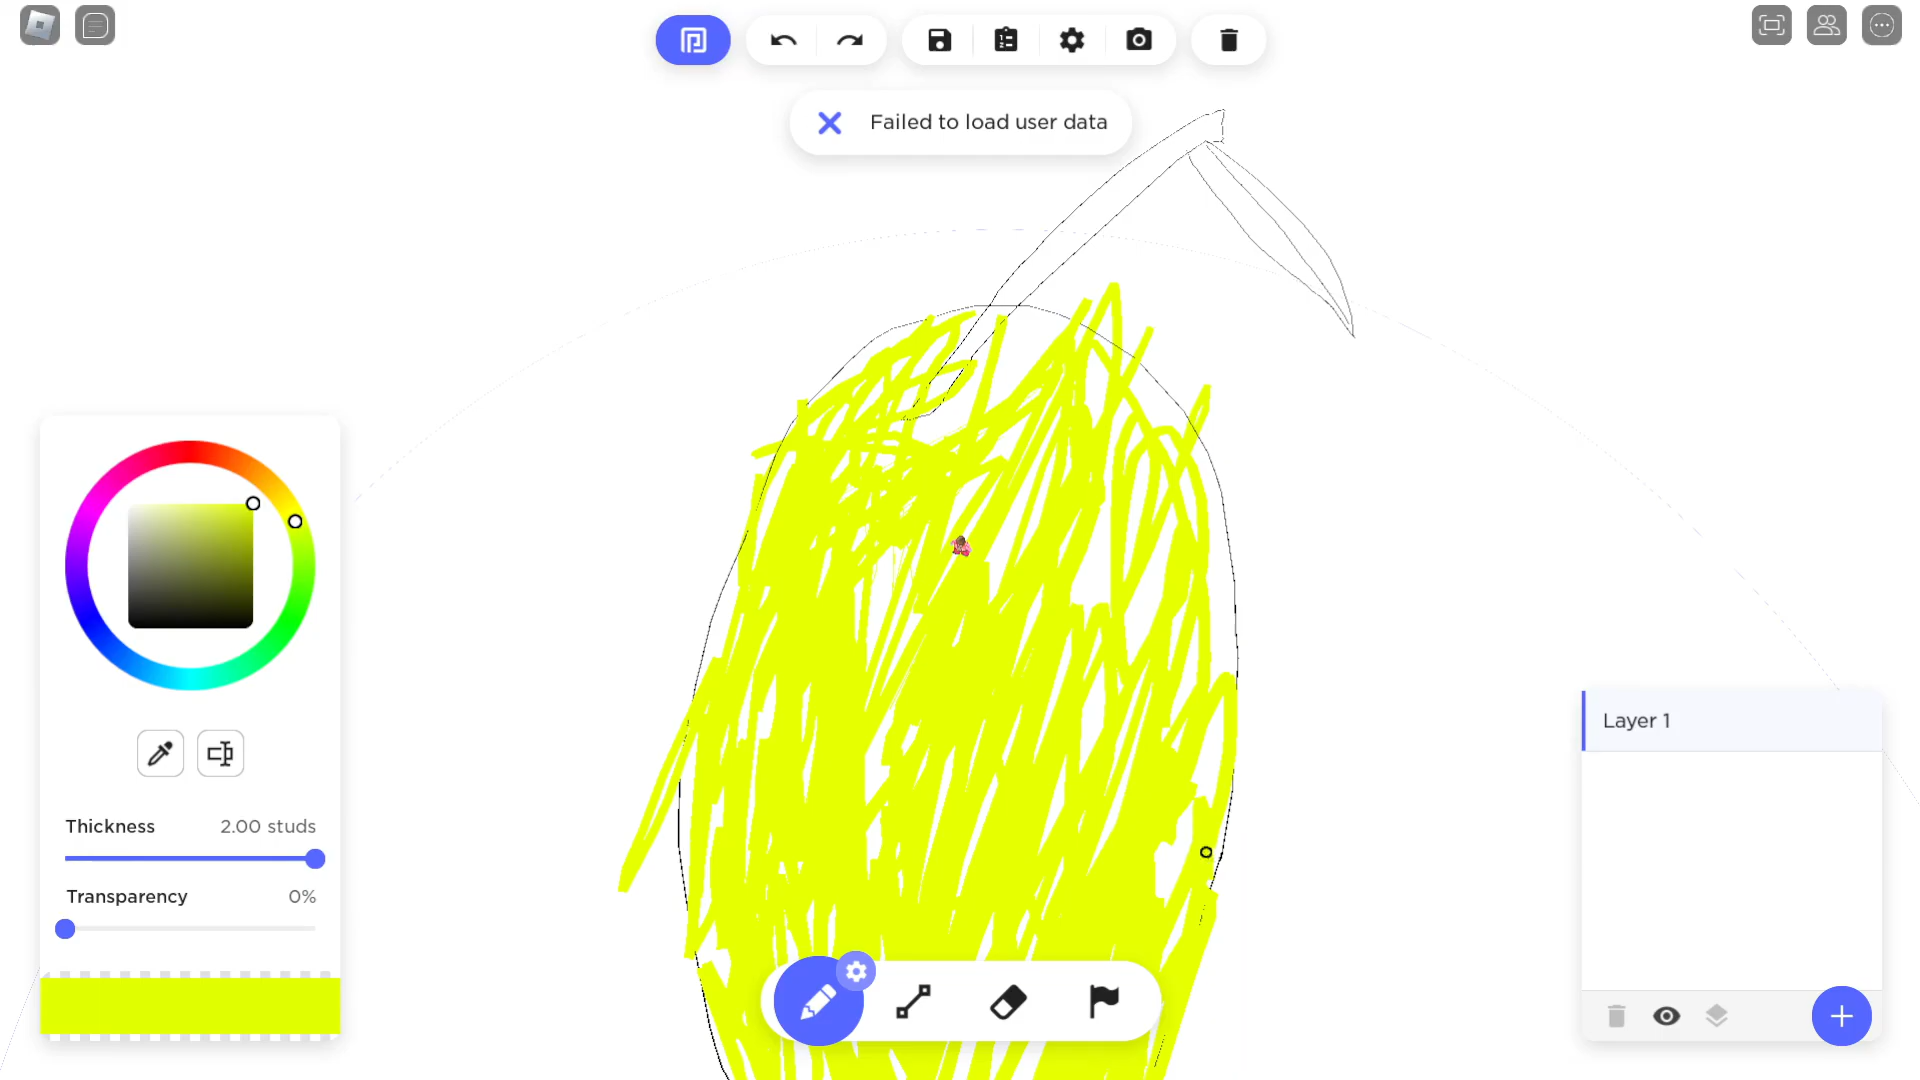 Failed to load user data
Thickness 2.00 studs
Transparency 0%
Layer 1